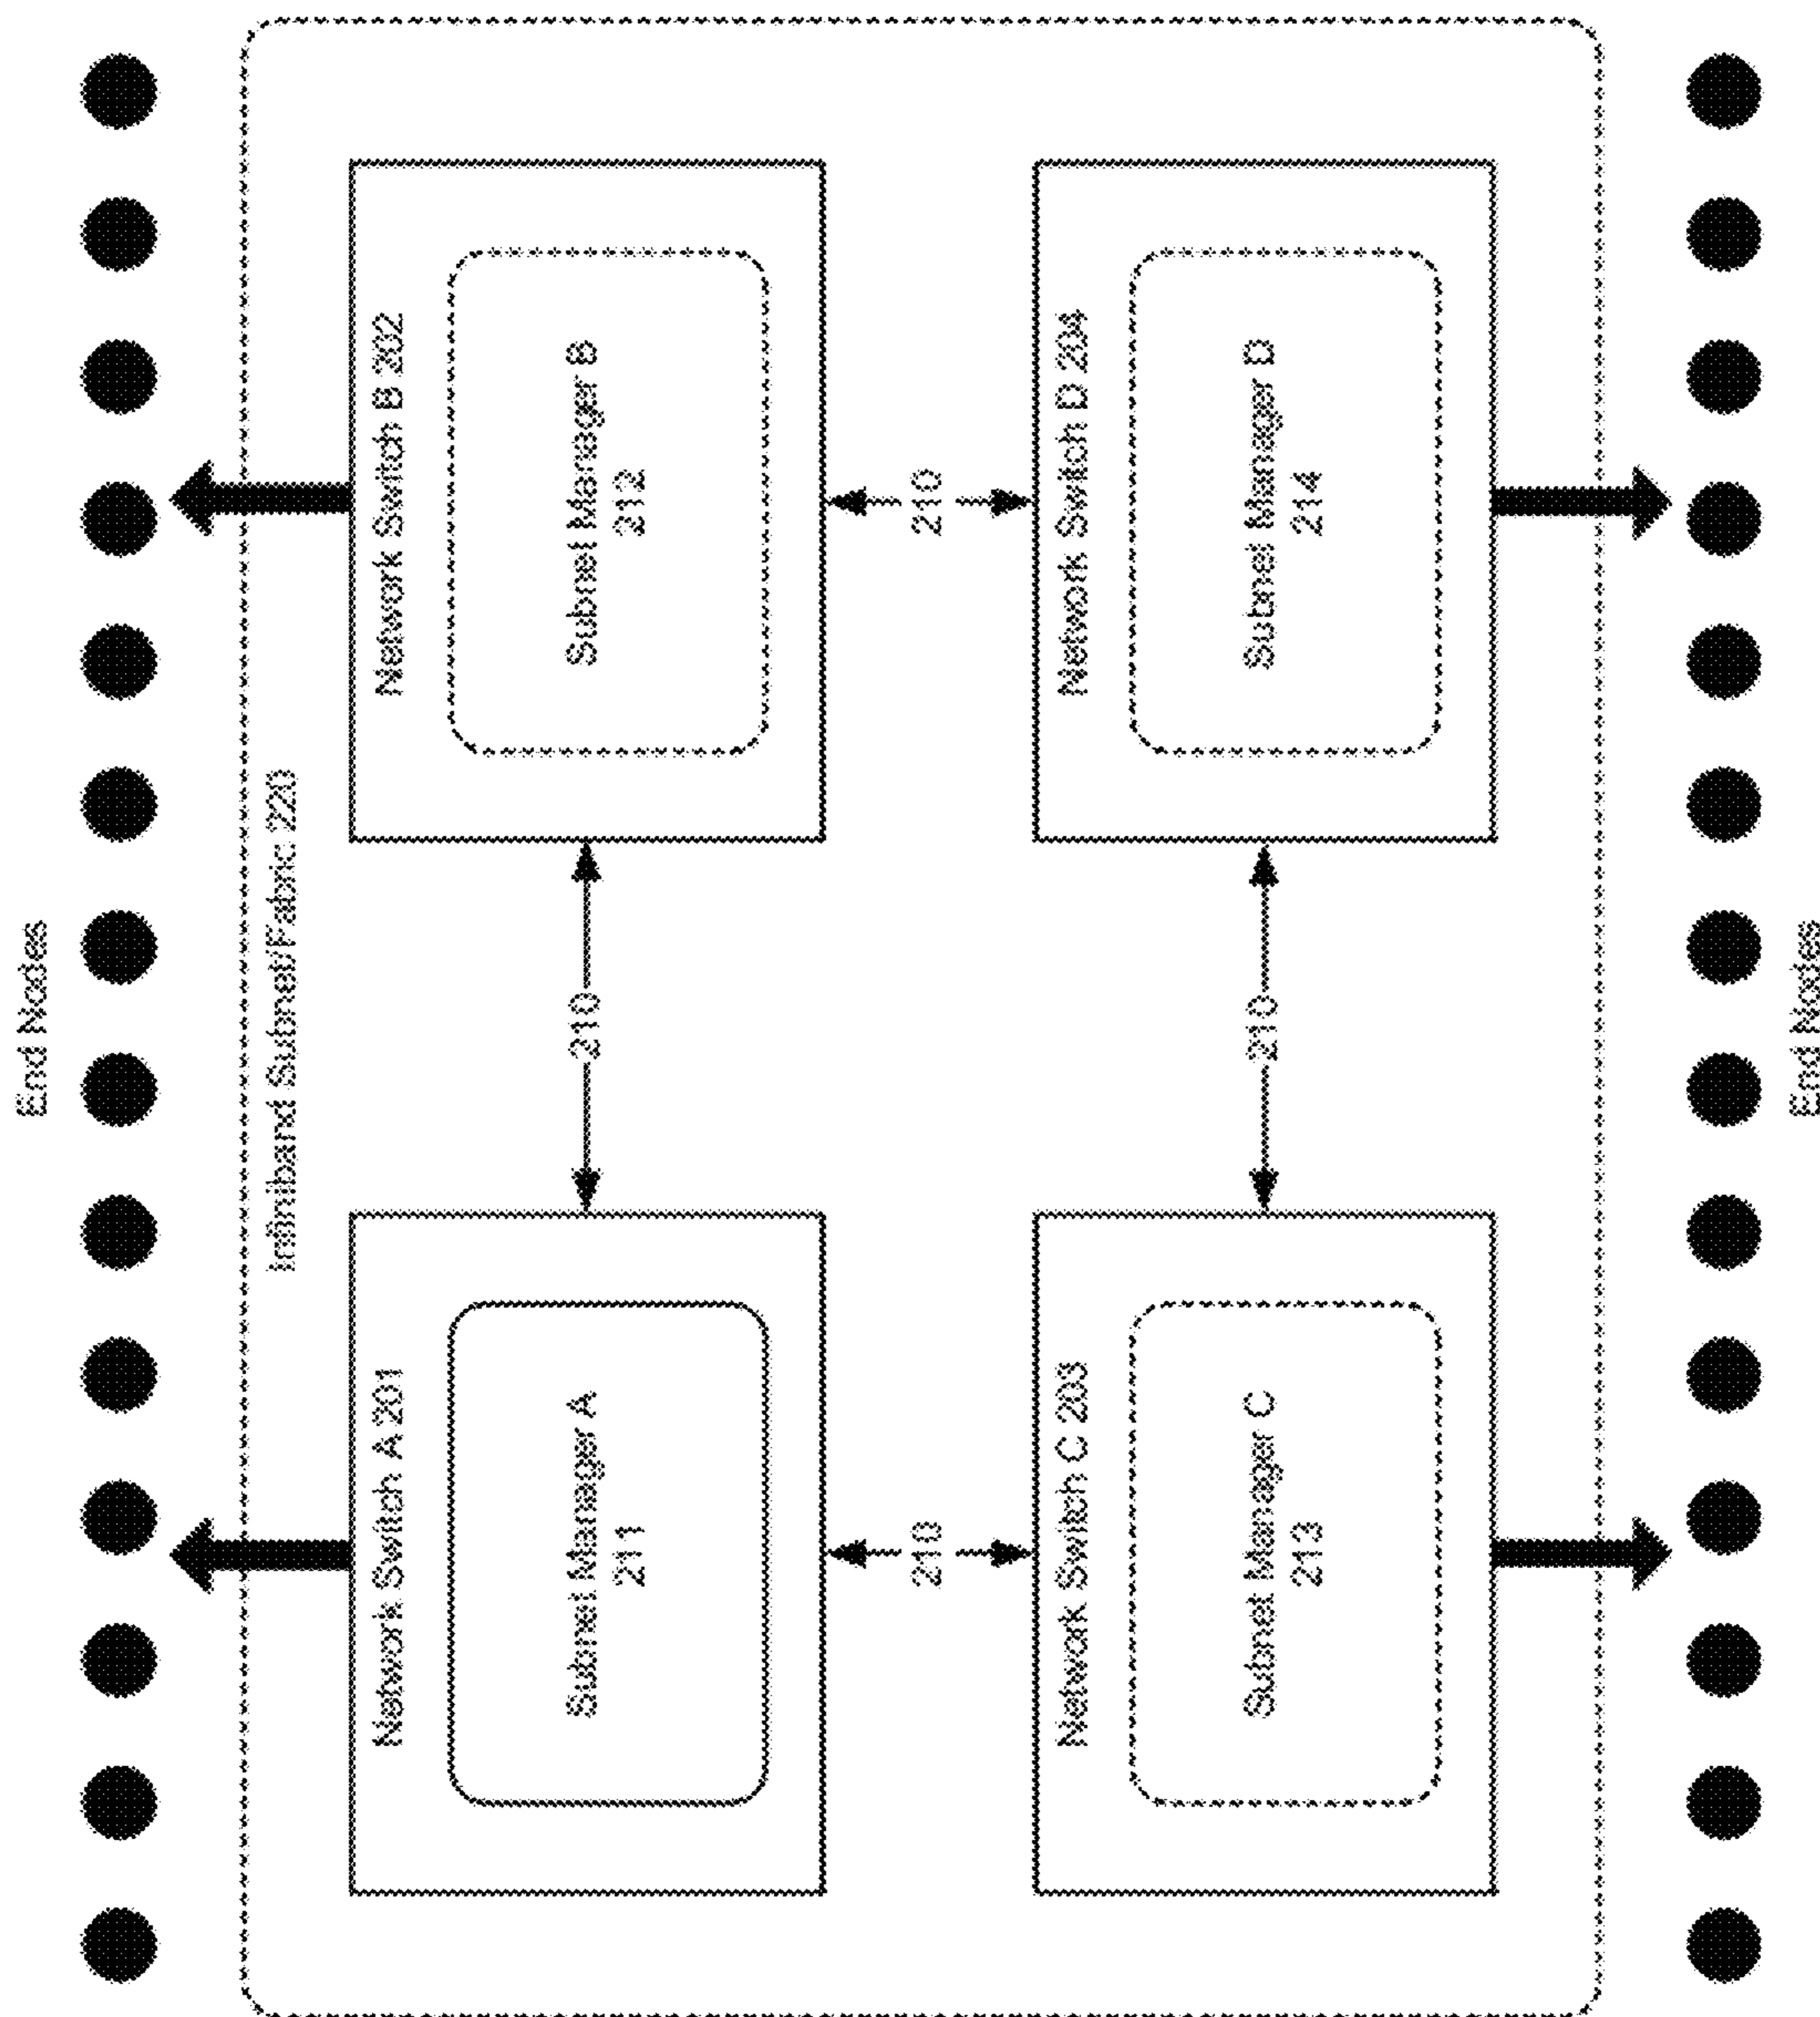 End Nodes
Infiniband Subnet/Fabric 220
Network Switch A 201
Network Switch B 202
Subnet Manager A
211
210
Subnet Manager B
212
210
210
Network Switch C 203
Network Switch D 204
Subnet Manager C
213
210
Subnet Manager D
214
End Nodes